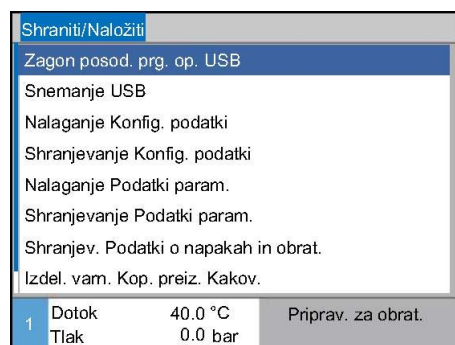 Shraniti/Naložiti
Zagon posod. prg. op. USB
Snemanje USB
Nalaganje Konfig. podatki
Shranjevanje Konfig. podatki
Nalaganje Podatki param.
Shranjevanje Podatki param.
Shranjev. Podatki o napakah in obrat.
Izdel. vam. Kop. preiz. Kakov.
1 Dotok 40.0 °C Priprav. za obrat.
Tlak 0.0 bar